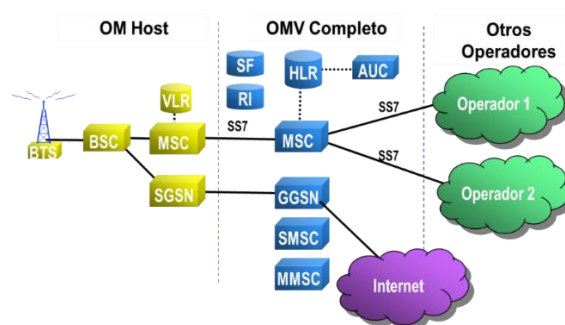 OM Host
OMV Completo
Otros
Operadores
SF
HLR
AUC
VLR
RI
Operador 1
SS7
BTS
BSC
MSC
SS7
MSC
SS7
Operador 2
SGSN
GGSN
SMSC
MMSC
Internet